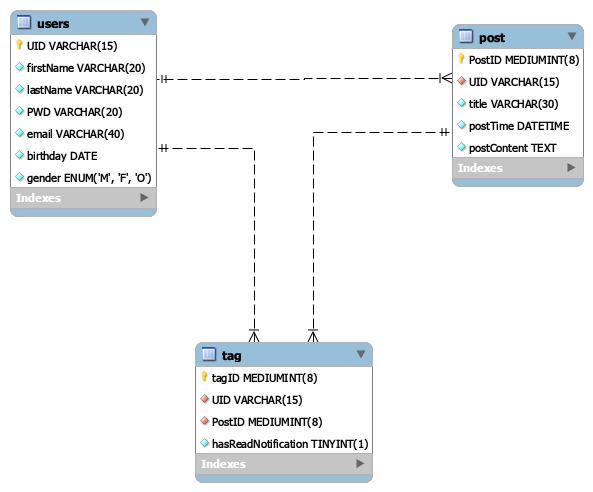 users
UID VARCHAR(15)
firstName VARCHAR(20)
lastName VARCHAR(20)
PWD VARCHAR(20)
email VARCHAR(40)
birthday DATE
gender ENUM('M', 'F', 'O')
Indexes
post
PostID MEDIUMINT(8)
UID VARCHAR(15)
title VARCHAR(30)
postTime DATETIME
postContent TEXT
Indexes
tag
tagID MEDIUMINT(8)
UID VARCHAR(15)
PostID MEDIUMINT(8)
hasReadNotification TINYINT(1)
Indexes